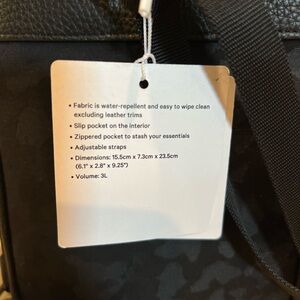 • Fabric is water-repellent and easy to wipe clean
excluding leather trims
• Slip pocket on the interior
• Zippered pocket to stash your essentials
• Adjustable straps
• Dimensions: 15.5cm x 7.3cm x 23.5cm
(6.1" x 2.8" x 9.25")
• Volume: 3L